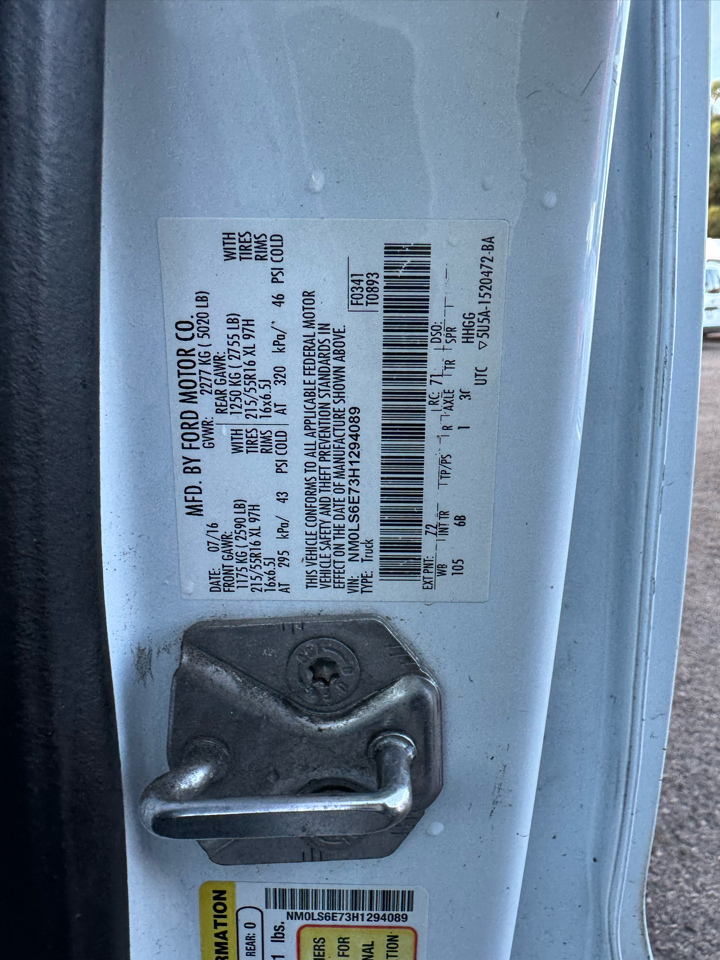 MFD. BY FORD MOTOR CO.
DATE: 07/16
GVWR: 2277 KG ( 5020 LB)
FRONT GAWR:
REAR GAWR:
1175 KG ( 2590LB) WITH
1250 KG ( 2755 LB) WITH
215/55R16 XL 97H TIRES
215/55R16 XL 97H TIRES
16x6.5J RIMS
16x6.5J RIMS
AT 295 kPa/ 43 PSI COLD
AT 320 kPa/ 46 PSI COLD
THIS VEHICLE CONFORMS TO ALL APPLICABLE FEDERAL MOTOR
VEHICLE SAFETY AND THEFT PREVENTION STANDARDS IN
EFFECT ON THE DATE OF MANUFACTURE SHOWN ABOVE.
VIN: NM0LS6E73H1294089
TYPE: Truck
F0341
T0893
EXT PNT: Z2 RC: 71 DSO:
WB INT TR TP/PS R AXLE TR SPR
105 6B 1 3C HHGG
UTC ▽5U5A-1520472-BA
NM0LS6E73H1294089
REAR: 0
lbs.
FOR